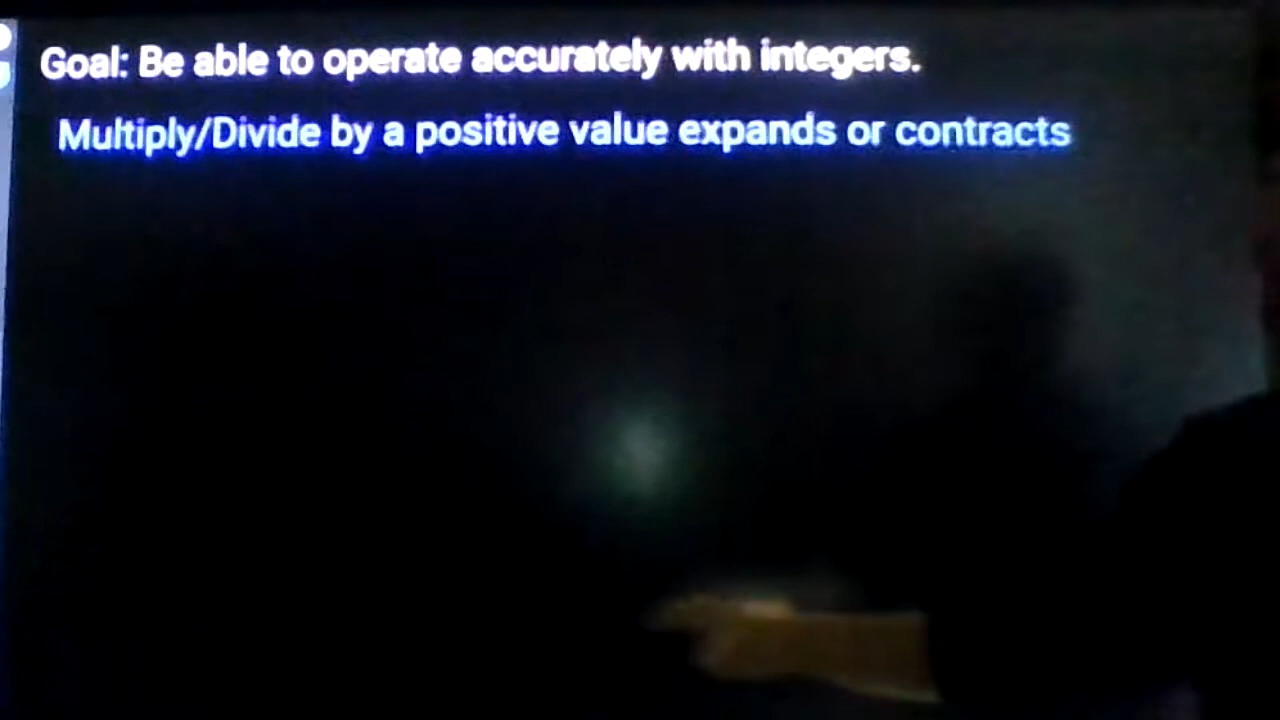 Goal: Be able to operate accurately with integers.
Multiply/Divide by a positive value expands or contracts